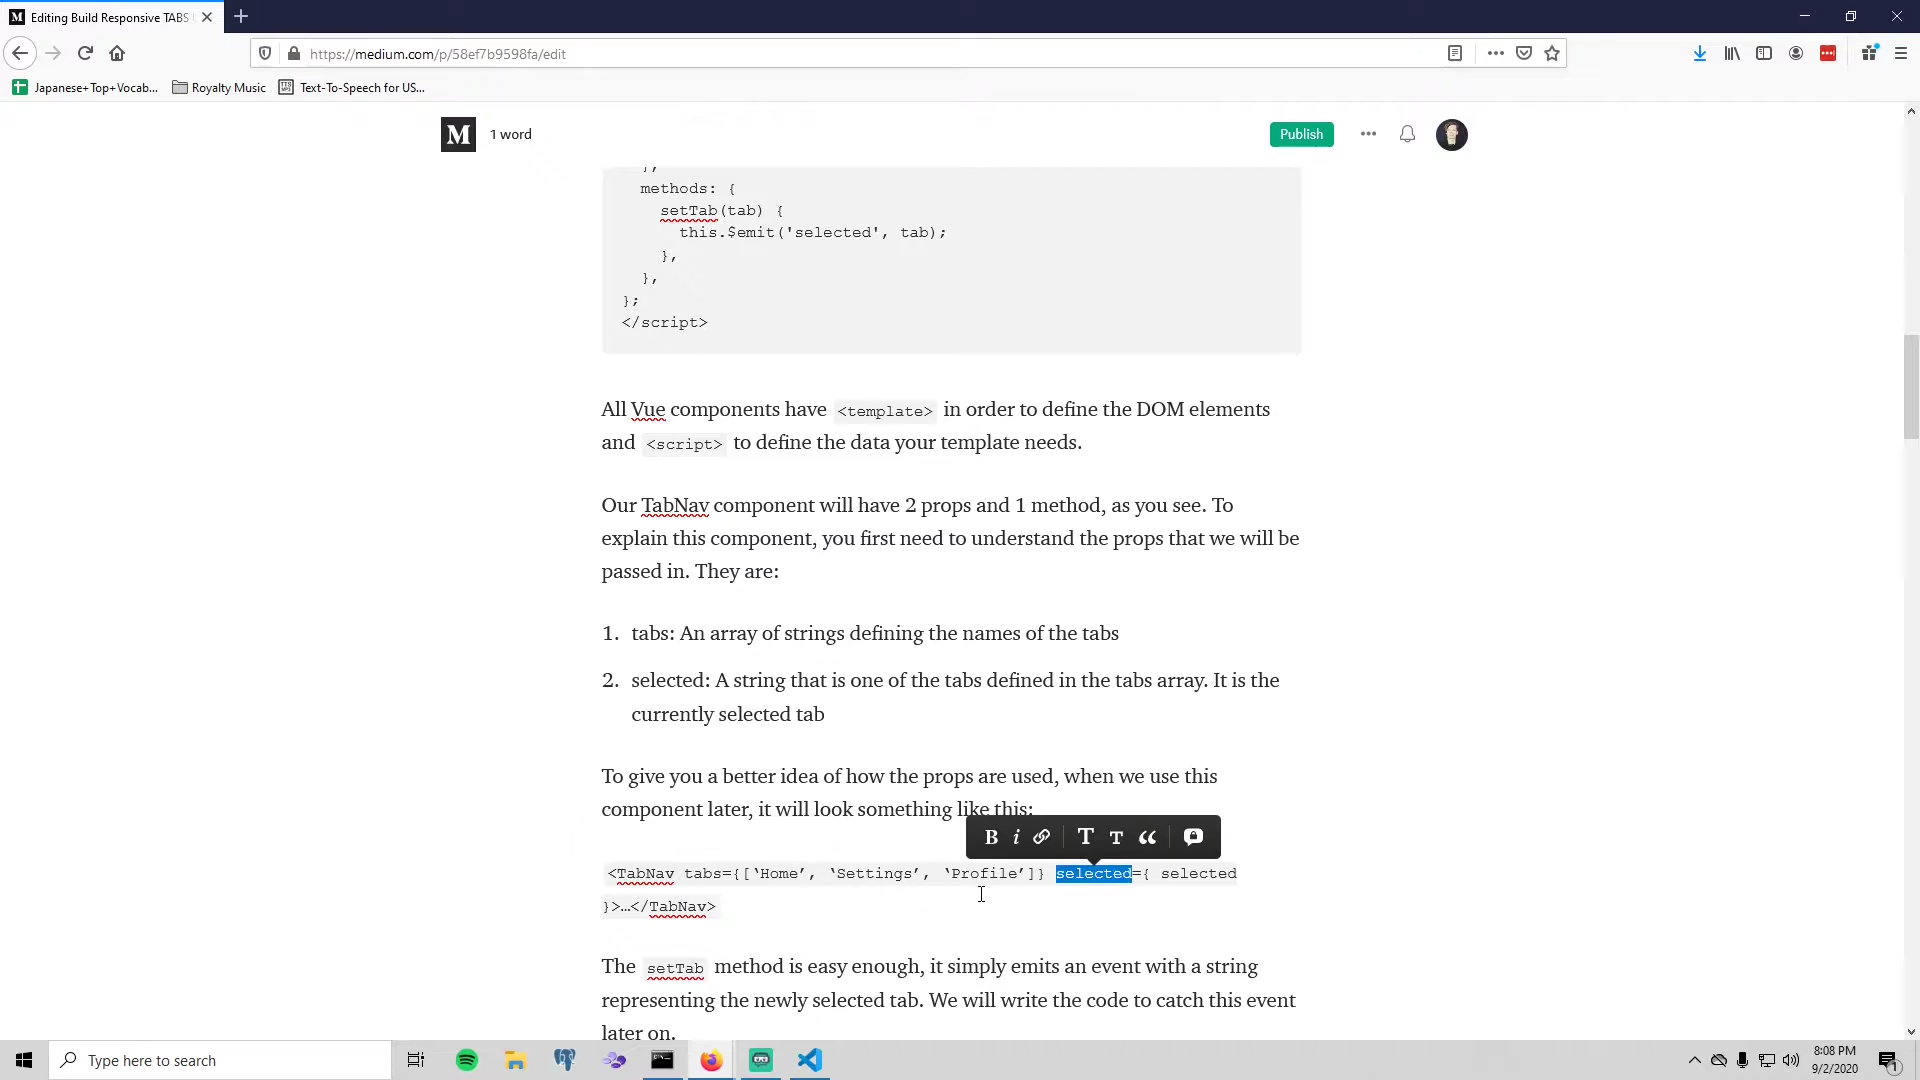 Editing Build Responsive TABS
https://medium.com/p/58ef7b9598fa/edit
Japanese+Top+Vocab...
Royalty Music
Text-To-Speech for US...
M
1 word
Publish
},
methods: {
setTab(tab) {
this.$emit('selected', tab);
},
},
};
</script>
All Vue components have <template> in order to define the DOM elements
and <script> to define the data your template needs.
Our TabNav component will have 2 props and 1 method, as you see. To
explain this component, you first need to understand the props that we will be
passed in. They are:
1. tabs: An array of strings defining the names of the tabs
2. selected: A string that is one of the tabs defined in the tabs array. It is the
currently selected tab
To give you a better idea of how the props are used, when we use this
component later, it will look something like this:
B i T T
<TabNav tabs={[‘Home’, ‘Settings’, ‘Profile’]} selected={ selected
}>…</TabNav>
The setTab method is easy enough, it simply emits an event with a string
representing the newly selected tab. We will write the code to catch this event
later on.
Type here to search
8:08 PM
9/2/2020